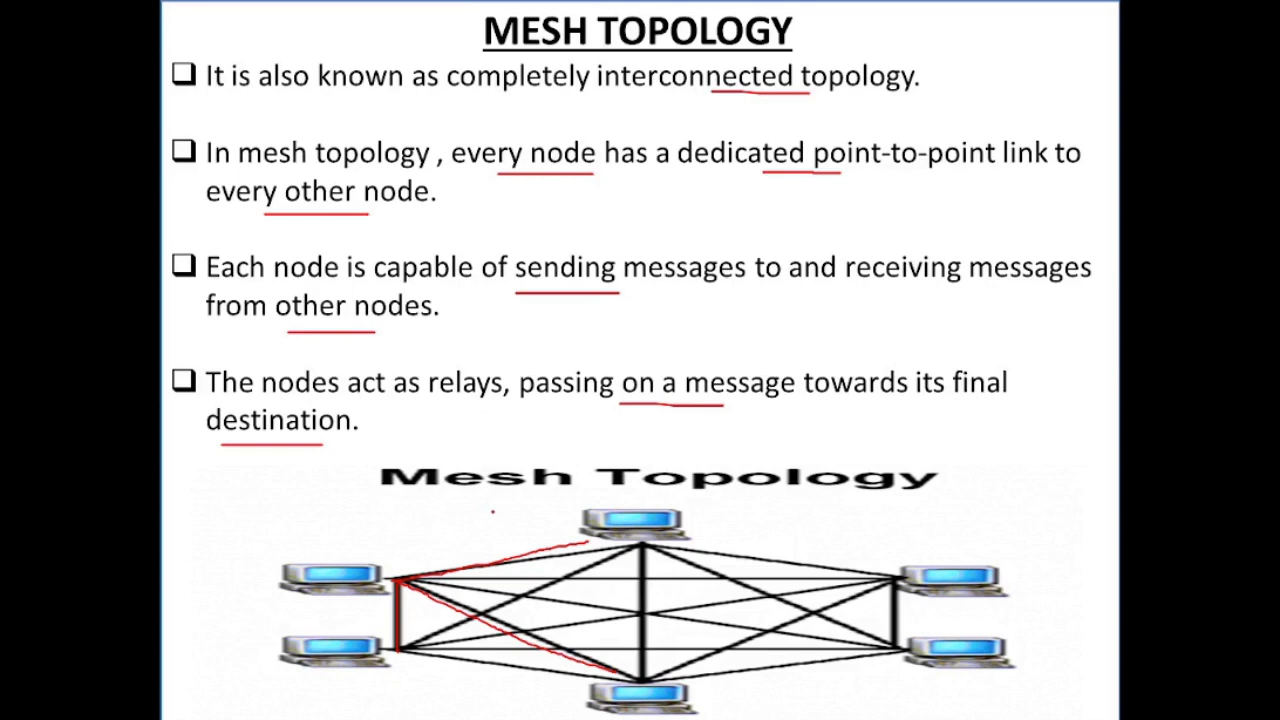 MESH TOPOLOGY
❑ It is also known as completely interconnected topology.
❑ In mesh topology , every node has a dedicated point-to-point link to
every other node.
❑ Each node is capable of sending messages to and receiving messages
from other nodes.
❑ The nodes act as relays, passing on a message towards its final
destination.
Mesh Topology